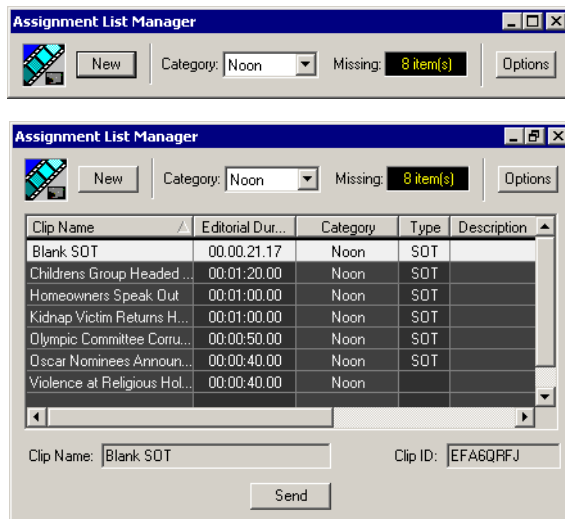 Assignment List Manager
New Category: Noon Missing: 8 item(s) Options
Assignment List Manager
New Category: Noon Missing: 8 item(s) Options
Clip Name Editorial Dur... Category Type Description
Blank SOT 00.00.21.17 Noon SOT
Childrens Group Headed ... 00:01:20.00 Noon SOT
Homeowners Speak Out 00:01:00.00 Noon SOT
Kidnap Victim Returns H... 00:01:00.00 Noon SOT
Olympic Committee Corru... 00:00:50.00 Noon SOT
Oscar Nominees Announ... 00:00:40.00 Noon SOT
Violence at Religious Hol... 00:00:40.00 Noon
Clip Name: Blank SOT Clip ID: EFA6QRFJ
Send